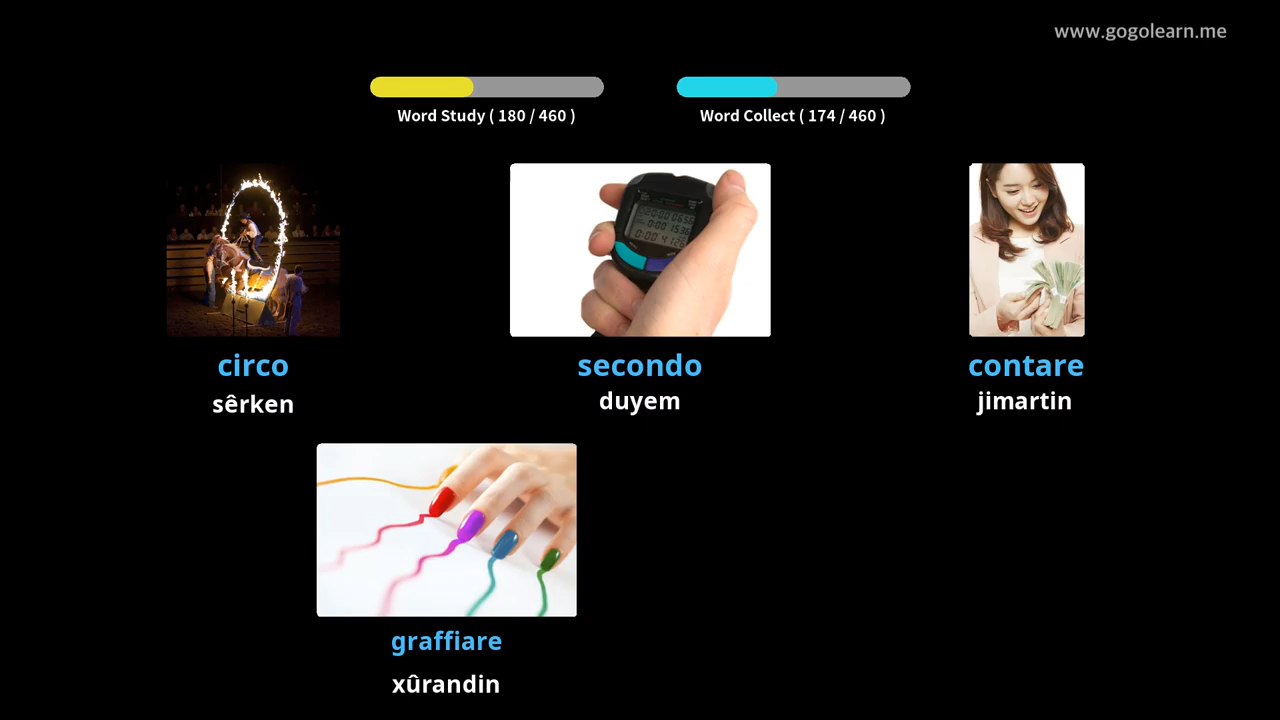 www.gogolearn.me
Word Study ( 180 / 460 )
Word Collect ( 174 / 460 )
circo
sêrken
secondo
duyem
contare
jimartin
graffiare
xûrandin